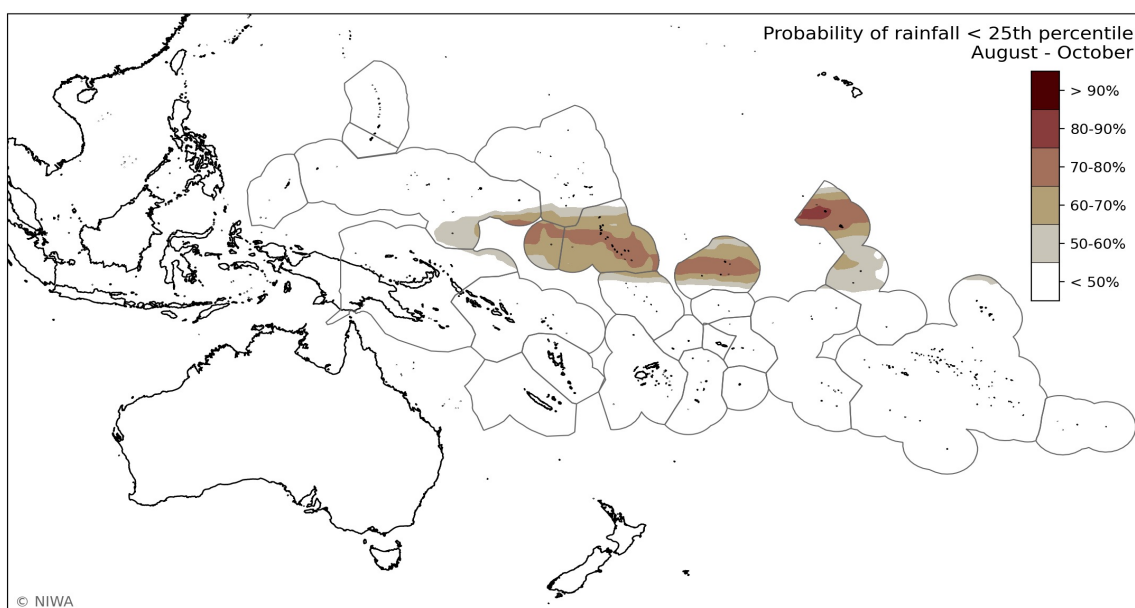 Probability of rainfall < 25th percentile
August - October
> 90%
80-90%
70-80%
60-70%
50-60%
< 50%
© NIWA